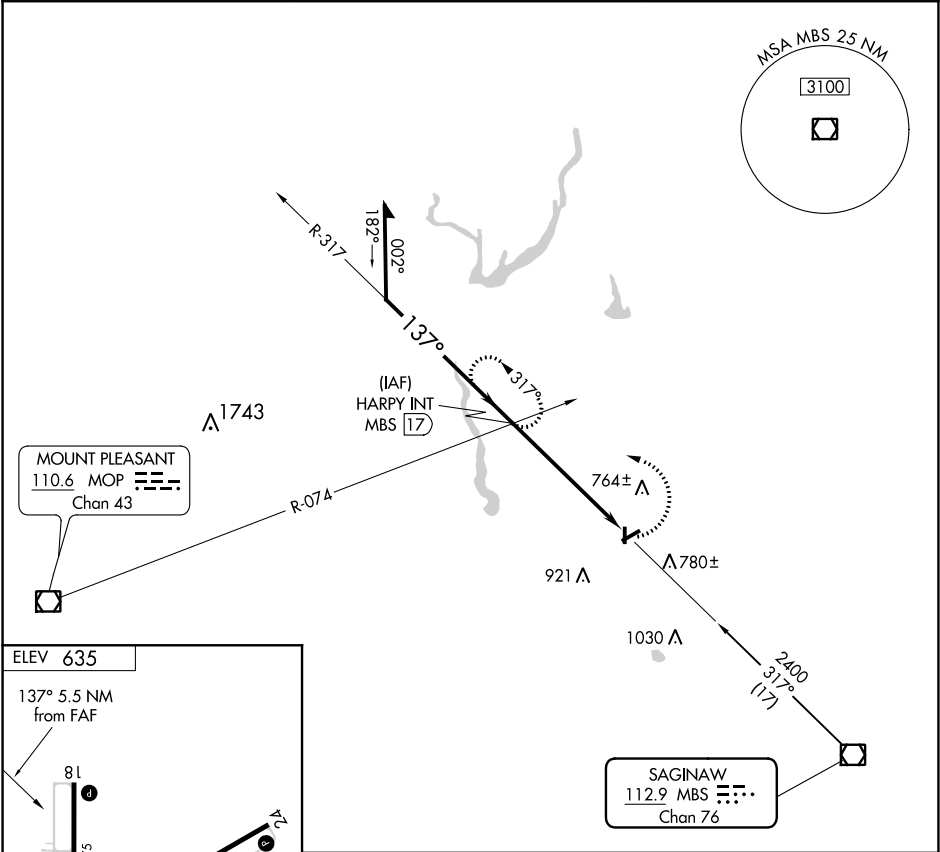 MSA MBS 25 NM
3100
R-317
182°
002°
137°
317°
(IAF)
HARPY INT
MBS 17
1743
MOUNT PLEASANT
110.6 MOP
Chan 43
R-074
764±
921
780±
1030
2400
317°
(17)
SAGINAW
112.9 MBS
Chan 76
ELEV 635
137° 5.5 NM
from FAF
18
P
24
P